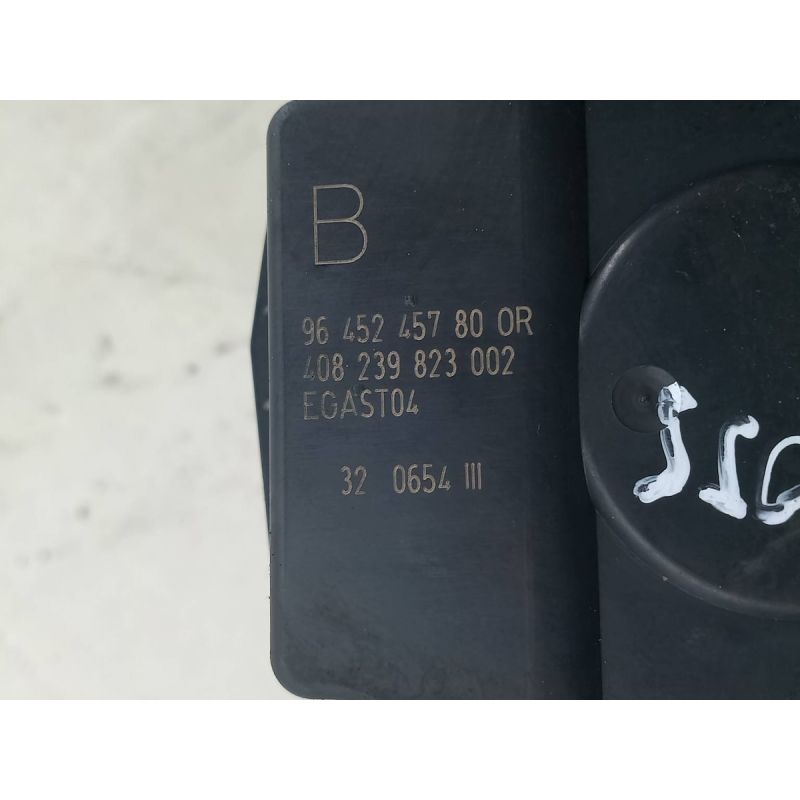 B
96 452 457 80 OR
408 239 823 002
EGAST04
32 0654 III